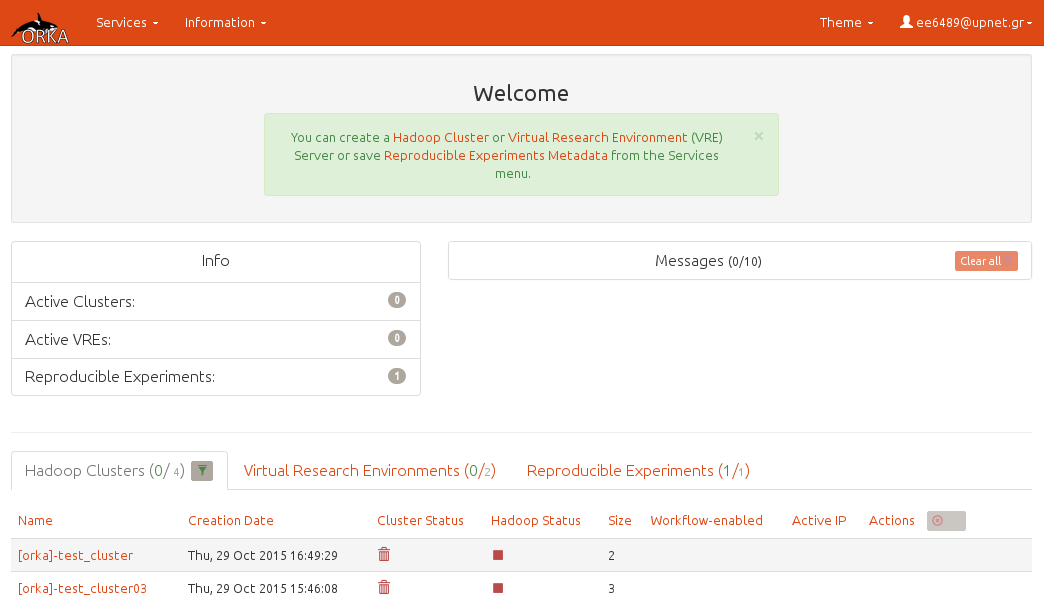 ORKA Services Information Theme ee6489@upnet.gr
Welcome
You can create a Hadoop Cluster or Virtual Research Environment (VRE) ×
Server or save Reproducible Experiments Metadata from the Services
menu.
Info
Active Clusters: 0
Active VREs: 0
Reproducible Experiments: 1
Messages (0/10) Clear all
Hadoop Clusters (0/ 4) Virtual Research Environments (0/2) Reproducible Experiments (1/1)
Name Creation Date Cluster Status Hadoop Status Size Workflow-enabled Active IP Actions
[orka]-test_cluster Thu, 29 Oct 2015 16:49:29 2
[orka]-test_cluster03 Thu, 29 Oct 2015 15:46:08 3